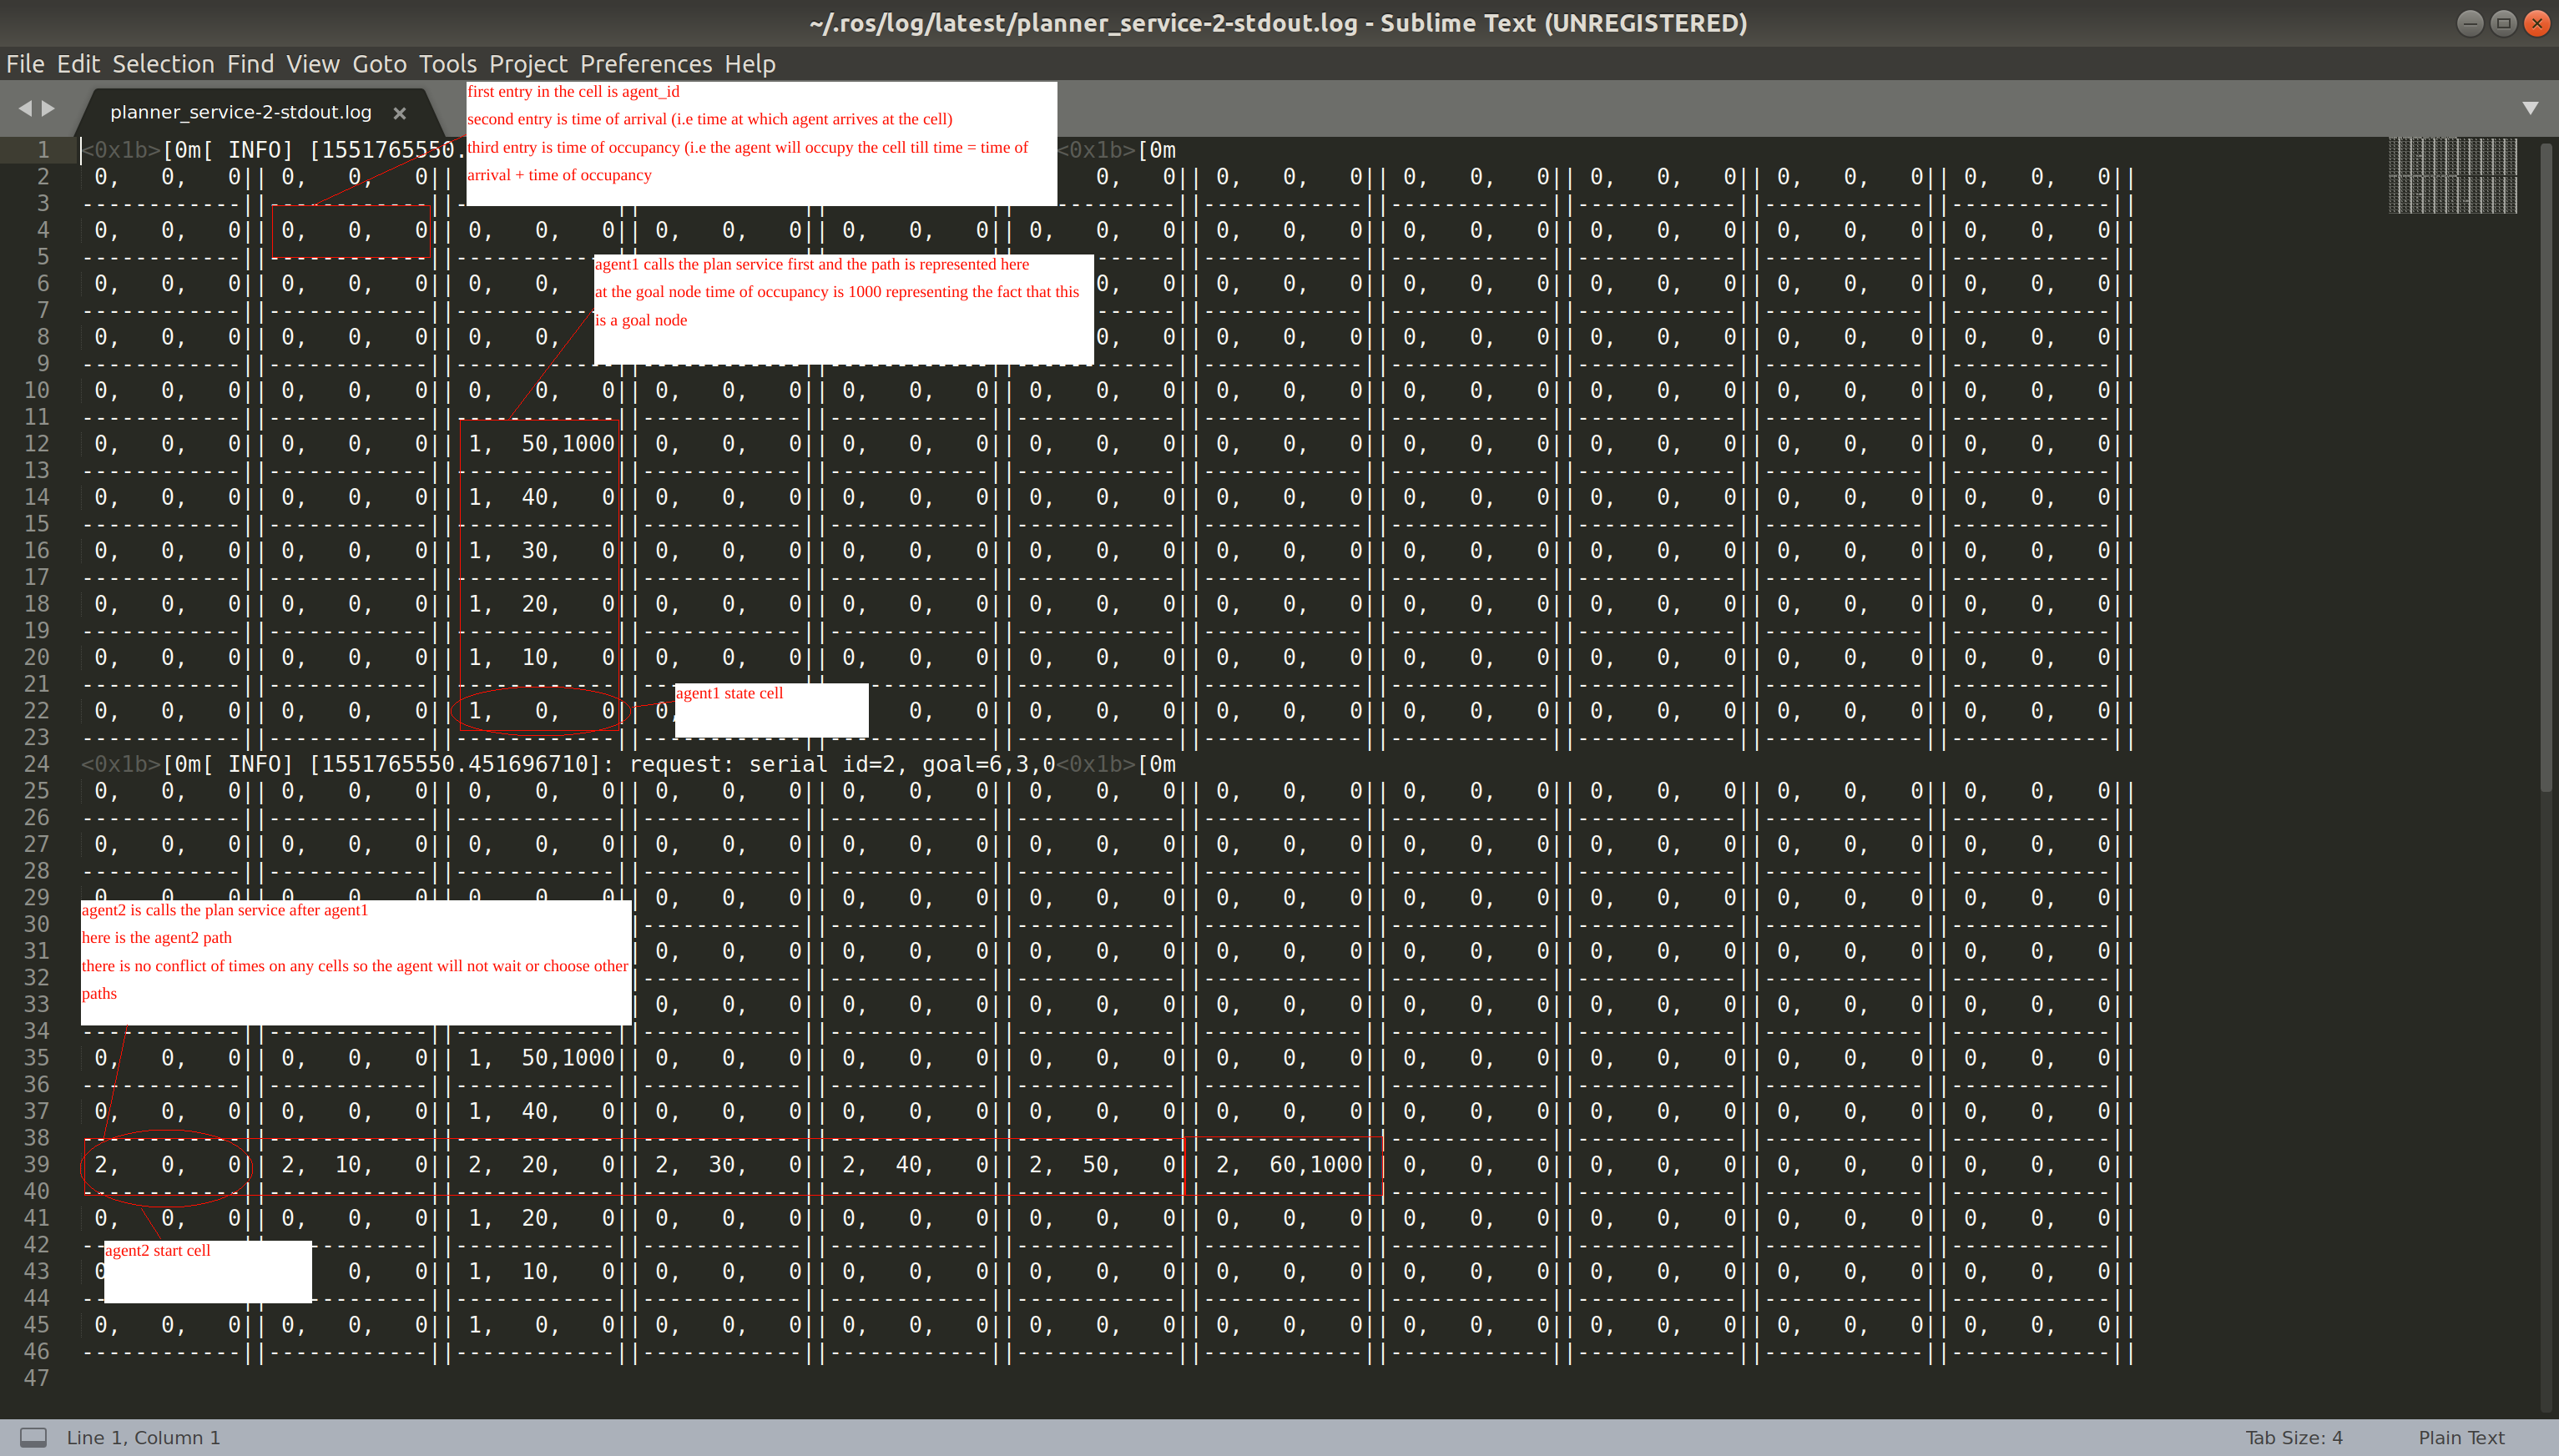 ~/.ros/log/latest/planner_service-2-stdout.log - Sublime Text (UNREGISTERED)
File Edit Selection Find View Goto Tools Project Preferences Help
planner_service-2-stdout.log ×
first entry in the cell is agent_id
second entry is time of arrival (i.e time at which agent arrives at the cell)
third entry is time of occupancy (i.e the agent will occupy the cell till time = time of
arrival + time of occupancy
1 <0x1b>[0m[ INFO] [1551765550. <0x1b>[0m
2 0, 0, 0|| 0, 0, 0|| 0, 0|| 0, 0, 0|| 0, 0, 0|| 0, 0, 0|| 0, 0, 0|| 0, 0, 0||
3 ------------||------------||------------||------------||------------||------------||------------||------------||------------||------------||------------||
4 0, 0, 0|| 0, 0, 0|| 0, 0, 0|| 0, 0, 0|| 0, 0, 0|| 0, 0, 0|| 0, 0, 0|| 0, 0, 0|| 0, 0, 0|| 0, 0, 0|| 0, 0, 0||
5 ------------||------------||------------ ------------||------------||------------||------------||------------||------------||
agent1 calls the plan service first and the path is represented here
at the goal node time of occupancy is 1000 representing the fact that this
is a goal node
6 0, 0, 0|| 0, 0, 0|| 0, 0, 0, 0|| 0, 0, 0|| 0, 0, 0|| 0, 0, 0|| 0, 0, 0|| 0, 0, 0||
7 ------------||------------||------------ ------||------------||------------||------------||------------||------------||
8 0, 0, 0|| 0, 0, 0|| 0, 0, 0, 0|| 0, 0, 0|| 0, 0, 0|| 0, 0, 0|| 0, 0, 0|| 0, 0, 0||
9 ------------||------------||------------||------------||------------||------------||------------||------------||------------||------------||------------||
10 0, 0, 0|| 0, 0, 0|| 0, 0, 0|| 0, 0, 0|| 0, 0, 0|| 0, 0, 0|| 0, 0, 0|| 0, 0, 0|| 0, 0, 0|| 0, 0, 0|| 0, 0, 0||
11 ------------||------------||------------||------------||------------||------------||------------||------------||------------||------------||------------||
12 0, 0, 0|| 0, 0, 0|| 1, 50,1000|| 0, 0, 0|| 0, 0, 0|| 0, 0, 0|| 0, 0, 0|| 0, 0, 0|| 0, 0, 0|| 0, 0, 0|| 0, 0, 0||
13 ------------||------------||------------||------------||------------||------------||------------||------------||------------||------------||------------||
14 0, 0, 0|| 0, 0, 0|| 1, 40, 0|| 0, 0, 0|| 0, 0, 0|| 0, 0, 0|| 0, 0, 0|| 0, 0, 0|| 0, 0, 0|| 0, 0, 0|| 0, 0, 0||
15 ------------||------------||------------||------------||------------||------------||------------||------------||------------||------------||------------||
16 0, 0, 0|| 0, 0, 0|| 1, 30, 0|| 0, 0, 0|| 0, 0, 0|| 0, 0, 0|| 0, 0, 0|| 0, 0, 0|| 0, 0, 0|| 0, 0, 0|| 0, 0, 0||
17 ------------||------------||------------||------------||------------||------------||------------||------------||------------||------------||------------||
18 0, 0, 0|| 0, 0, 0|| 1, 20, 0|| 0, 0, 0|| 0, 0, 0|| 0, 0, 0|| 0, 0, 0|| 0, 0, 0|| 0, 0, 0|| 0, 0, 0|| 0, 0, 0||
19 ------------||------------||------------||------------||------------||------------||------------||------------||------------||------------||------------||
20 0, 0, 0|| 0, 0, 0|| 1, 10, 0|| 0, 0, 0|| 0, 0, 0|| 0, 0, 0|| 0, 0, 0|| 0, 0, 0|| 0, 0, 0|| 0, 0, 0|| 0, 0, 0||
21 ------------||------------||------------||------------||------------||------------||------------||------------||------------||------------||------------||
agent1 state cell
22 0, 0, 0|| 0, 0, 0|| 1, 0, 0|| 0, 0, 0|| 0, 0, 0|| 0, 0, 0|| 0, 0, 0|| 0, 0, 0|| 0, 0, 0|| 0, 0, 0||
23 ------------||------------||------------||------------||------------||------------||------------||------------||------------||------------||------------||
24 <0x1b>[0m[ INFO] [1551765550.451696710]: request: serial id=2, goal=6,3,0<0x1b>[0m
25 0, 0, 0|| 0, 0, 0|| 0, 0, 0|| 0, 0, 0|| 0, 0, 0|| 0, 0, 0|| 0, 0, 0|| 0, 0, 0|| 0, 0, 0|| 0, 0, 0|| 0, 0, 0||
26 ------------||------------||------------||------------||------------||------------||------------||------------||------------||------------||------------||
27 0, 0, 0|| 0, 0, 0|| 0, 0, 0|| 0, 0, 0|| 0, 0, 0|| 0, 0, 0|| 0, 0, 0|| 0, 0, 0|| 0, 0, 0|| 0, 0, 0|| 0, 0, 0||
28 ------------||------------||------------||------------||------------||------------||------------||------------||------------||------------||------------||
29 0, 0, 0|| 0, 0, 0|| 0, 0, 0|| 0, 0, 0|| 0, 0, 0|| 0, 0, 0|| 0, 0, 0|| 0, 0, 0|| 0, 0, 0|| 0, 0, 0|| 0, 0, 0||
agent2 is calls the plan service after agent1
here is the agent2 path
there is no conflict of times on any cells so the agent will not wait or choose other
paths
30 |------------||------------||------------||------------||------------||------------||------------||------------||
31 | 0, 0, 0|| 0, 0, 0|| 0, 0, 0|| 0, 0, 0|| 0, 0, 0|| 0, 0, 0|| 0, 0, 0|| 0, 0, 0||
32 |------------||------------||------------||------------||------------||------------||------------||------------||
33 | 0, 0, 0|| 0, 0, 0|| 0, 0, 0|| 0, 0, 0|| 0, 0, 0|| 0, 0, 0|| 0, 0, 0|| 0, 0, 0||
34 ------------||------------||------------||------------||------------||------------||------------||------------||------------||------------||------------||
35 0, 0, 0|| 0, 0, 0|| 1, 50,1000|| 0, 0, 0|| 0, 0, 0|| 0, 0, 0|| 0, 0, 0|| 0, 0, 0|| 0, 0, 0|| 0, 0, 0|| 0, 0, 0||
36 ------------||------------||------------||------------||------------||------------||------------||------------||------------||------------||------------||
37 0, 0, 0|| 0, 0, 0|| 1, 40, 0|| 0, 0, 0|| 0, 0, 0|| 0, 0, 0|| 0, 0, 0|| 0, 0, 0|| 0, 0, 0|| 0, 0, 0|| 0, 0, 0||
38 ------------||------------||------------||------------||------------||------------||------------||------------||------------||------------||------------||
39 2, 0, 0|| 2, 10, 0|| 2, 20, 0|| 2, 30, 0|| 2, 40, 0|| 2, 50, 0|| 2, 60,1000|| 0, 0, 0|| 0, 0, 0|| 0, 0, 0|| 0, 0, 0||
40 ------------||------------||------------||------------||------------||------------||------------||------------||------------||------------||------------||
41 0, 0, 0|| 0, 0, 0|| 1, 20, 0|| 0, 0, 0|| 0, 0, 0|| 0, 0, 0|| 0, 0, 0|| 0, 0, 0|| 0, 0, 0|| 0, 0, 0|| 0, 0, 0||
agent2 start cell
42 -- ---------||------------||------------||------------||------------||------------||------------||------------||------------||------------||
43 0 0, 0|| 1, 10, 0|| 0, 0, 0|| 0, 0, 0|| 0, 0, 0|| 0, 0, 0|| 0, 0, 0|| 0, 0, 0|| 0, 0, 0|| 0, 0, 0||
44 -- ---------||------------||------------||------------||------------||------------||------------||------------||------------||------------||
45 0, 0, 0|| 0, 0, 0|| 1, 0, 0|| 0, 0, 0|| 0, 0, 0|| 0, 0, 0|| 0, 0, 0|| 0, 0, 0|| 0, 0, 0|| 0, 0, 0|| 0, 0, 0||
46 ------------||------------||------------||------------||------------||------------||------------||------------||------------||------------||------------||
47
Line 1, Column 1 Tab Size: 4 Plain Text